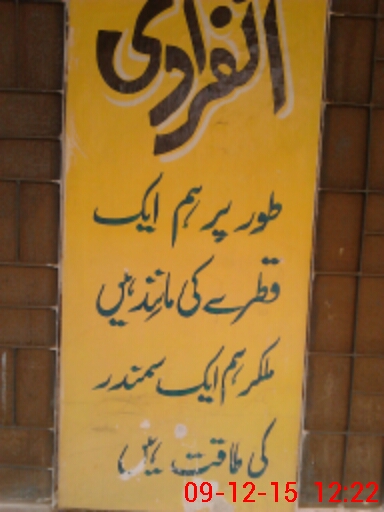 انفرادی
طور پر ہم ایک
قطرے کی مانند ہیں
ملکر ہم ایک سمندر
کی طاقت ہیں
09-12-15 12:22